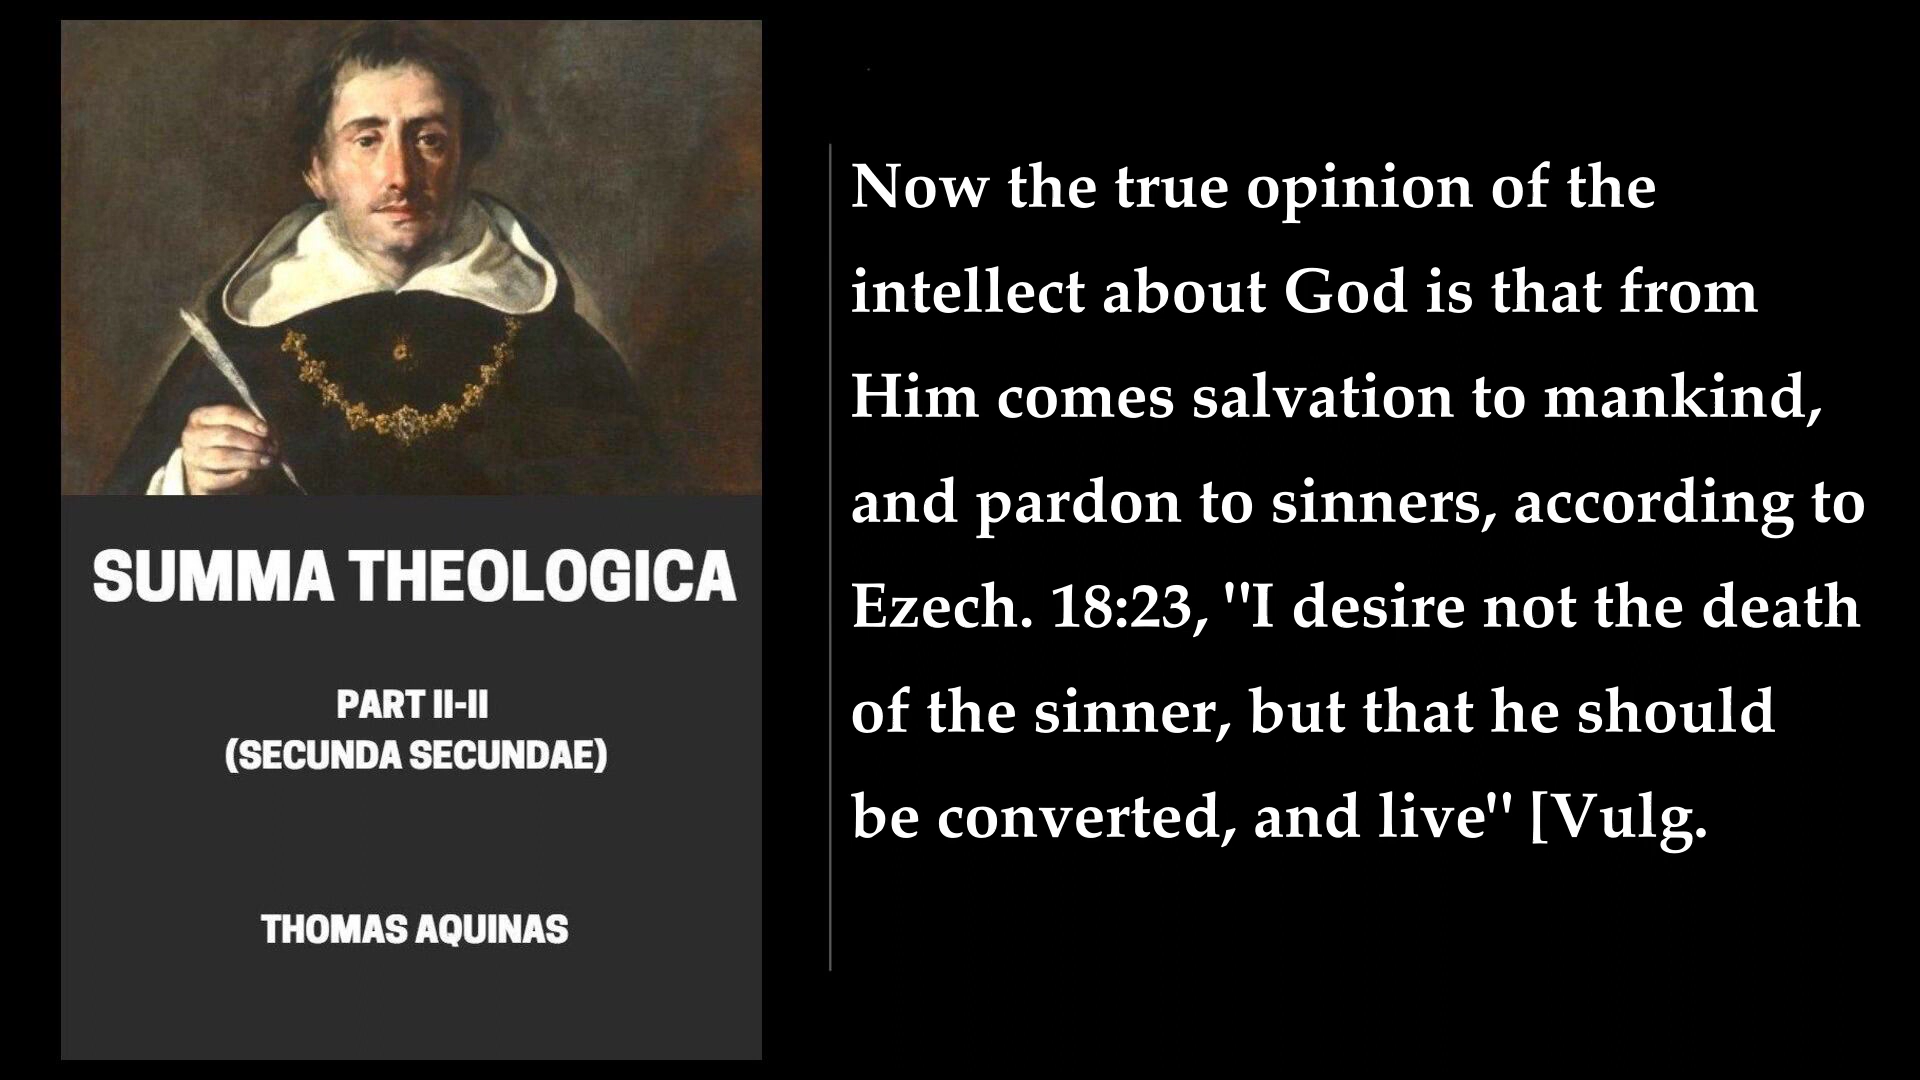 SUMMA THEOLOGICA
PART II-II
(SECUNDA SECUNDAE)
THOMAS AQUINAS
Now the true opinion of the
intellect about God is that from
Him comes salvation to mankind,
and pardon to sinners, according to
Ezech. 18:23, "I desire not the death
of the sinner, but that he should
be converted, and live" [Vulg.